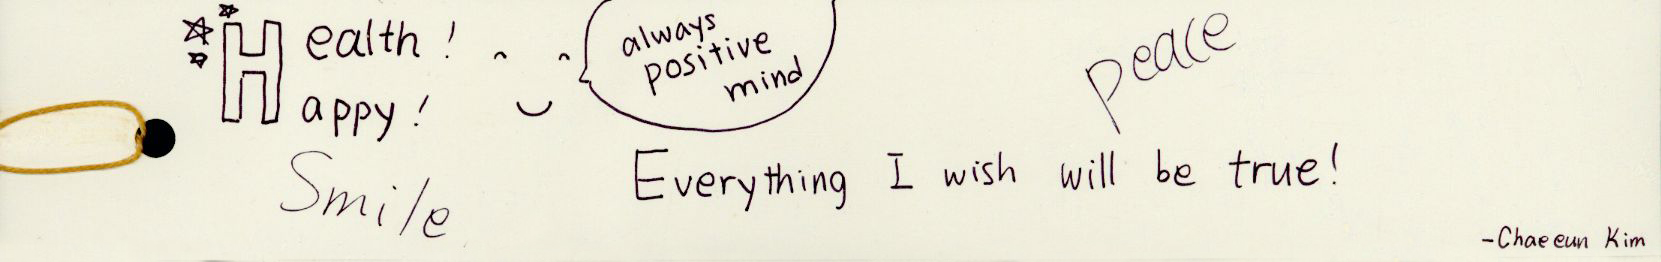 Health!
Happy!
always
positive
mind
peace
Smile
Everything I wish will be true!
-Chaeeun Kim